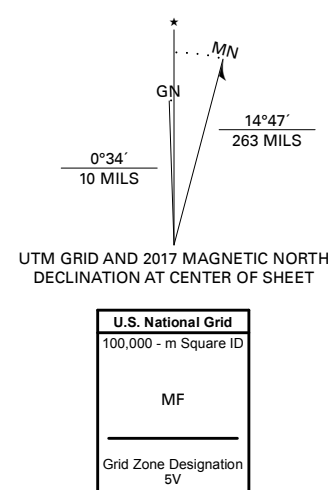 ★
MN
GN
14°47´
263 MILS
0°34´
10 MILS
UTM GRID AND 2017 MAGNETIC NORTH
DECLINATION AT CENTER OF SHEET
U.S. National Grid
100,000 - m Square ID
MF
Grid Zone Designation
5V